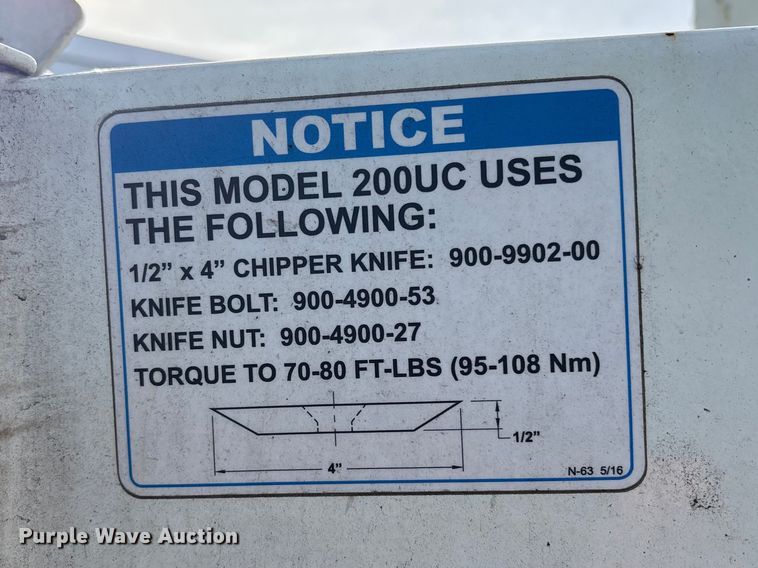 NOTICE
THIS MODEL 200UC USES
THE FOLLOWING:
1/2" x 4" CHIPPER KNIFE: 900-9902-00
KNIFE BOLT: 900-4900-53
KNIFE NUT: 900-4900-27
TORQUE TO 70-80 FT-LBS (95-108 Nm)
1/2"
4"
N-63 5/16
Purple Wave Auction